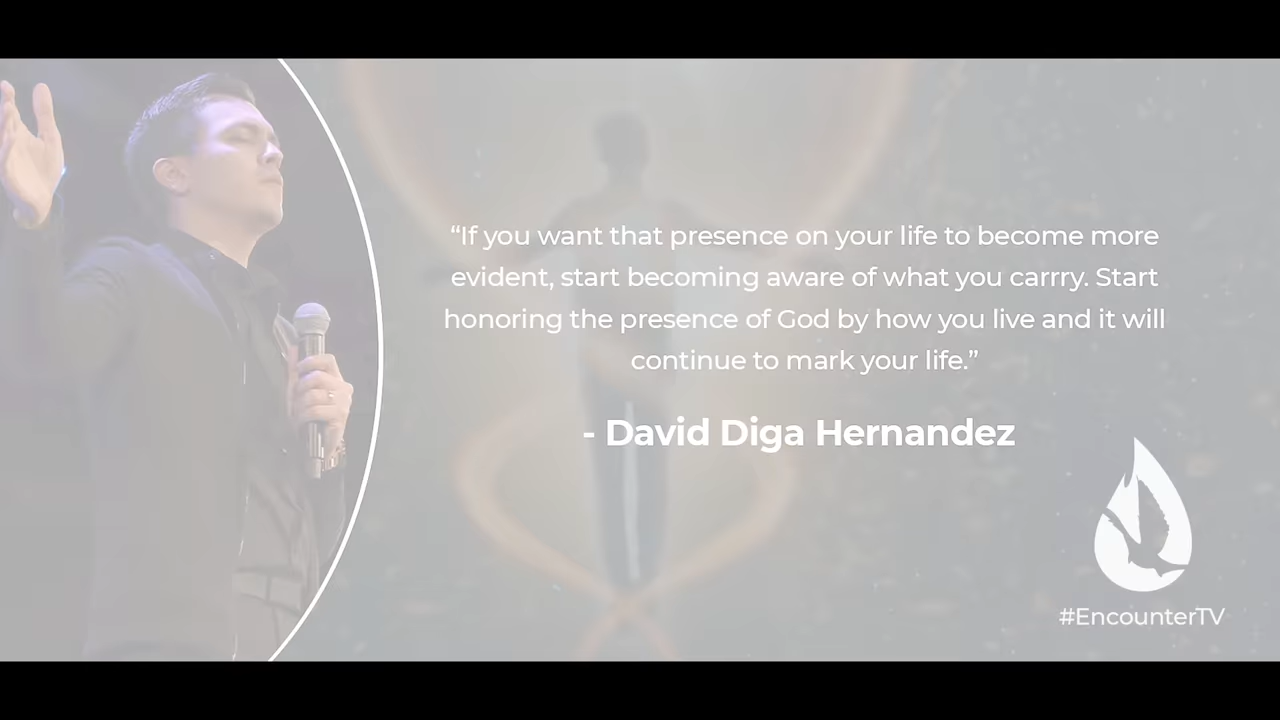 “If you want that presence on your life to become more
evident, start becoming aware of what you carrry. Start
honoring the presence of God by how you live and it will
continue to mark your life.”
- David Diga Hernandez
#EncounterTV